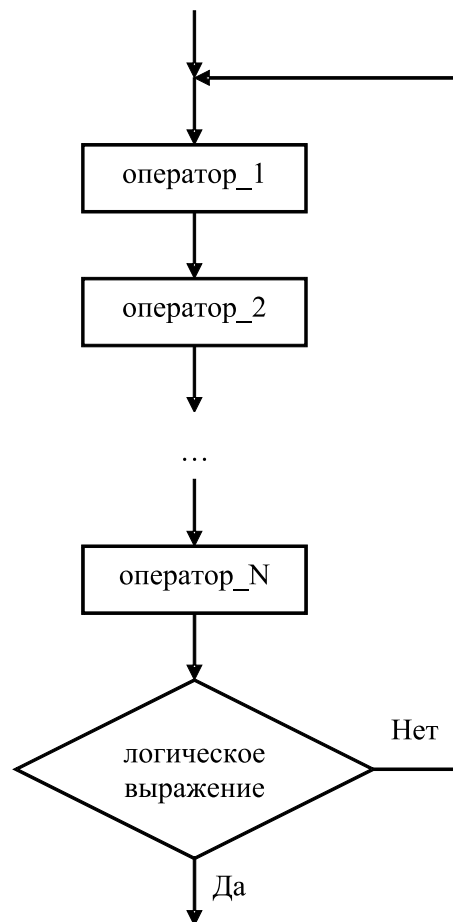 оператор_1
оператор_2
...
оператор_N
логическое
выражение
Нет
Да